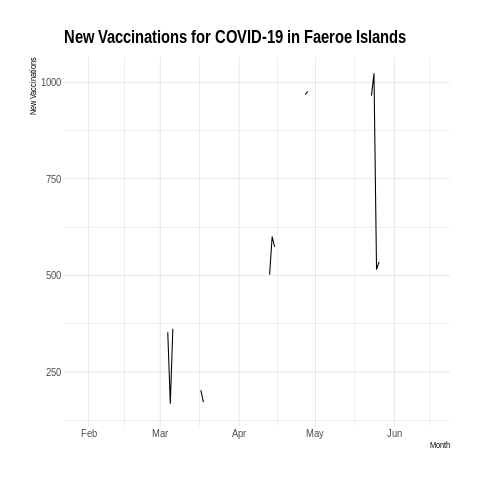 New Vaccinations for COVID-19 in Faeroe Islands
New Vaccinations
1000
750
500
250
Feb Mar Apr May Jun
Month